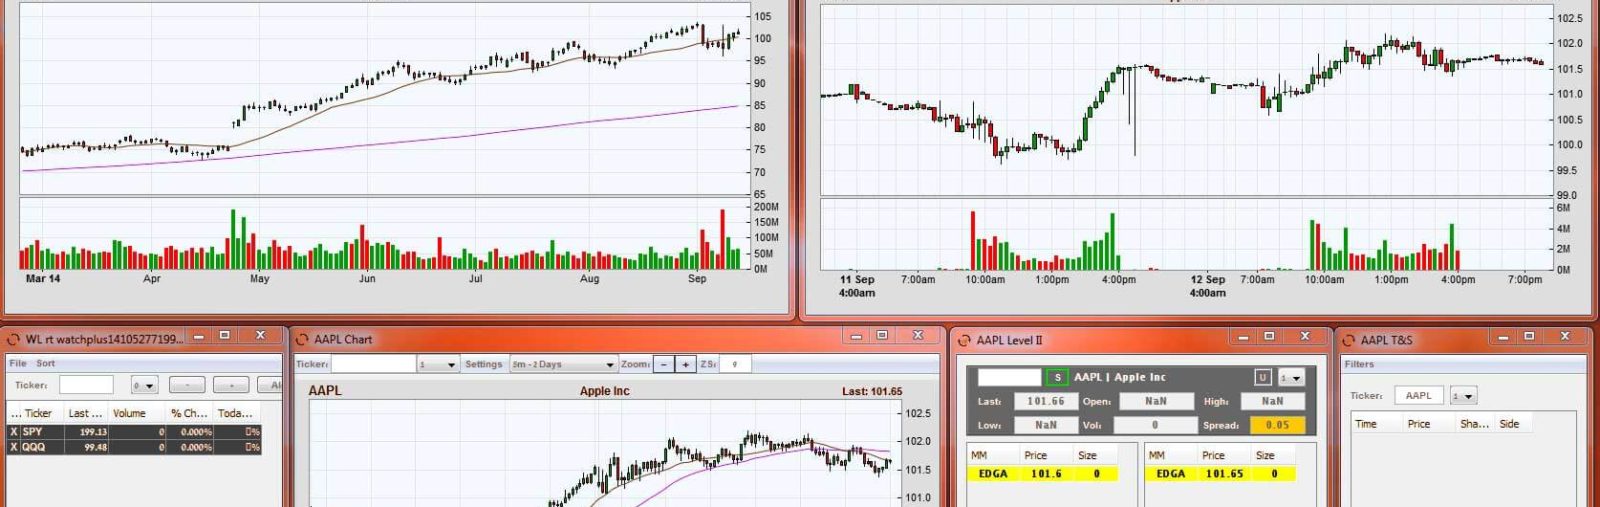 105
100
95
90
85
80
75
70
65
200M
150M
100M
50M
0M
Mar 14 Apr May Jun Jul Aug Sep
102.5
102.0
101.5
101.0
100.5
100.0
99.5
99.0
6M
4M
2M
0M
11 Sep 7:00am 10:00am 1:00pm 4:00pm 12 Sep 7:00am 10:00am 1:00pm 4:00pm 7:00pm
4:00am 4:00am
WL rt watchplus14105277199...
File Sort
Ticker: 0 - - Al
... Ticker Last ... Volume % Ch... Toda...
X SPY 199.13 0 0.000% %
X QQQ 99.48 0 0.000% %
AAPL Chart
Ticker: 1 Settings 5m - 2 Days Zoom: - + ZS: 9
AAPL Apple Inc Last: 101.65
102.5
102.0
101.5
101.0
AAPL Level II
S AAPL | Apple Inc U 1
Last: 101.66 Open: NaN High: NaN
Low: NaN Vol: 0 Spread: 0.05
MM Price Size MM Price Size
EDGA 101.6 0 EDGA 101.65 0
AAPL T&S
Filters
Ticker: AAPL 1
Time Price Sha... Side